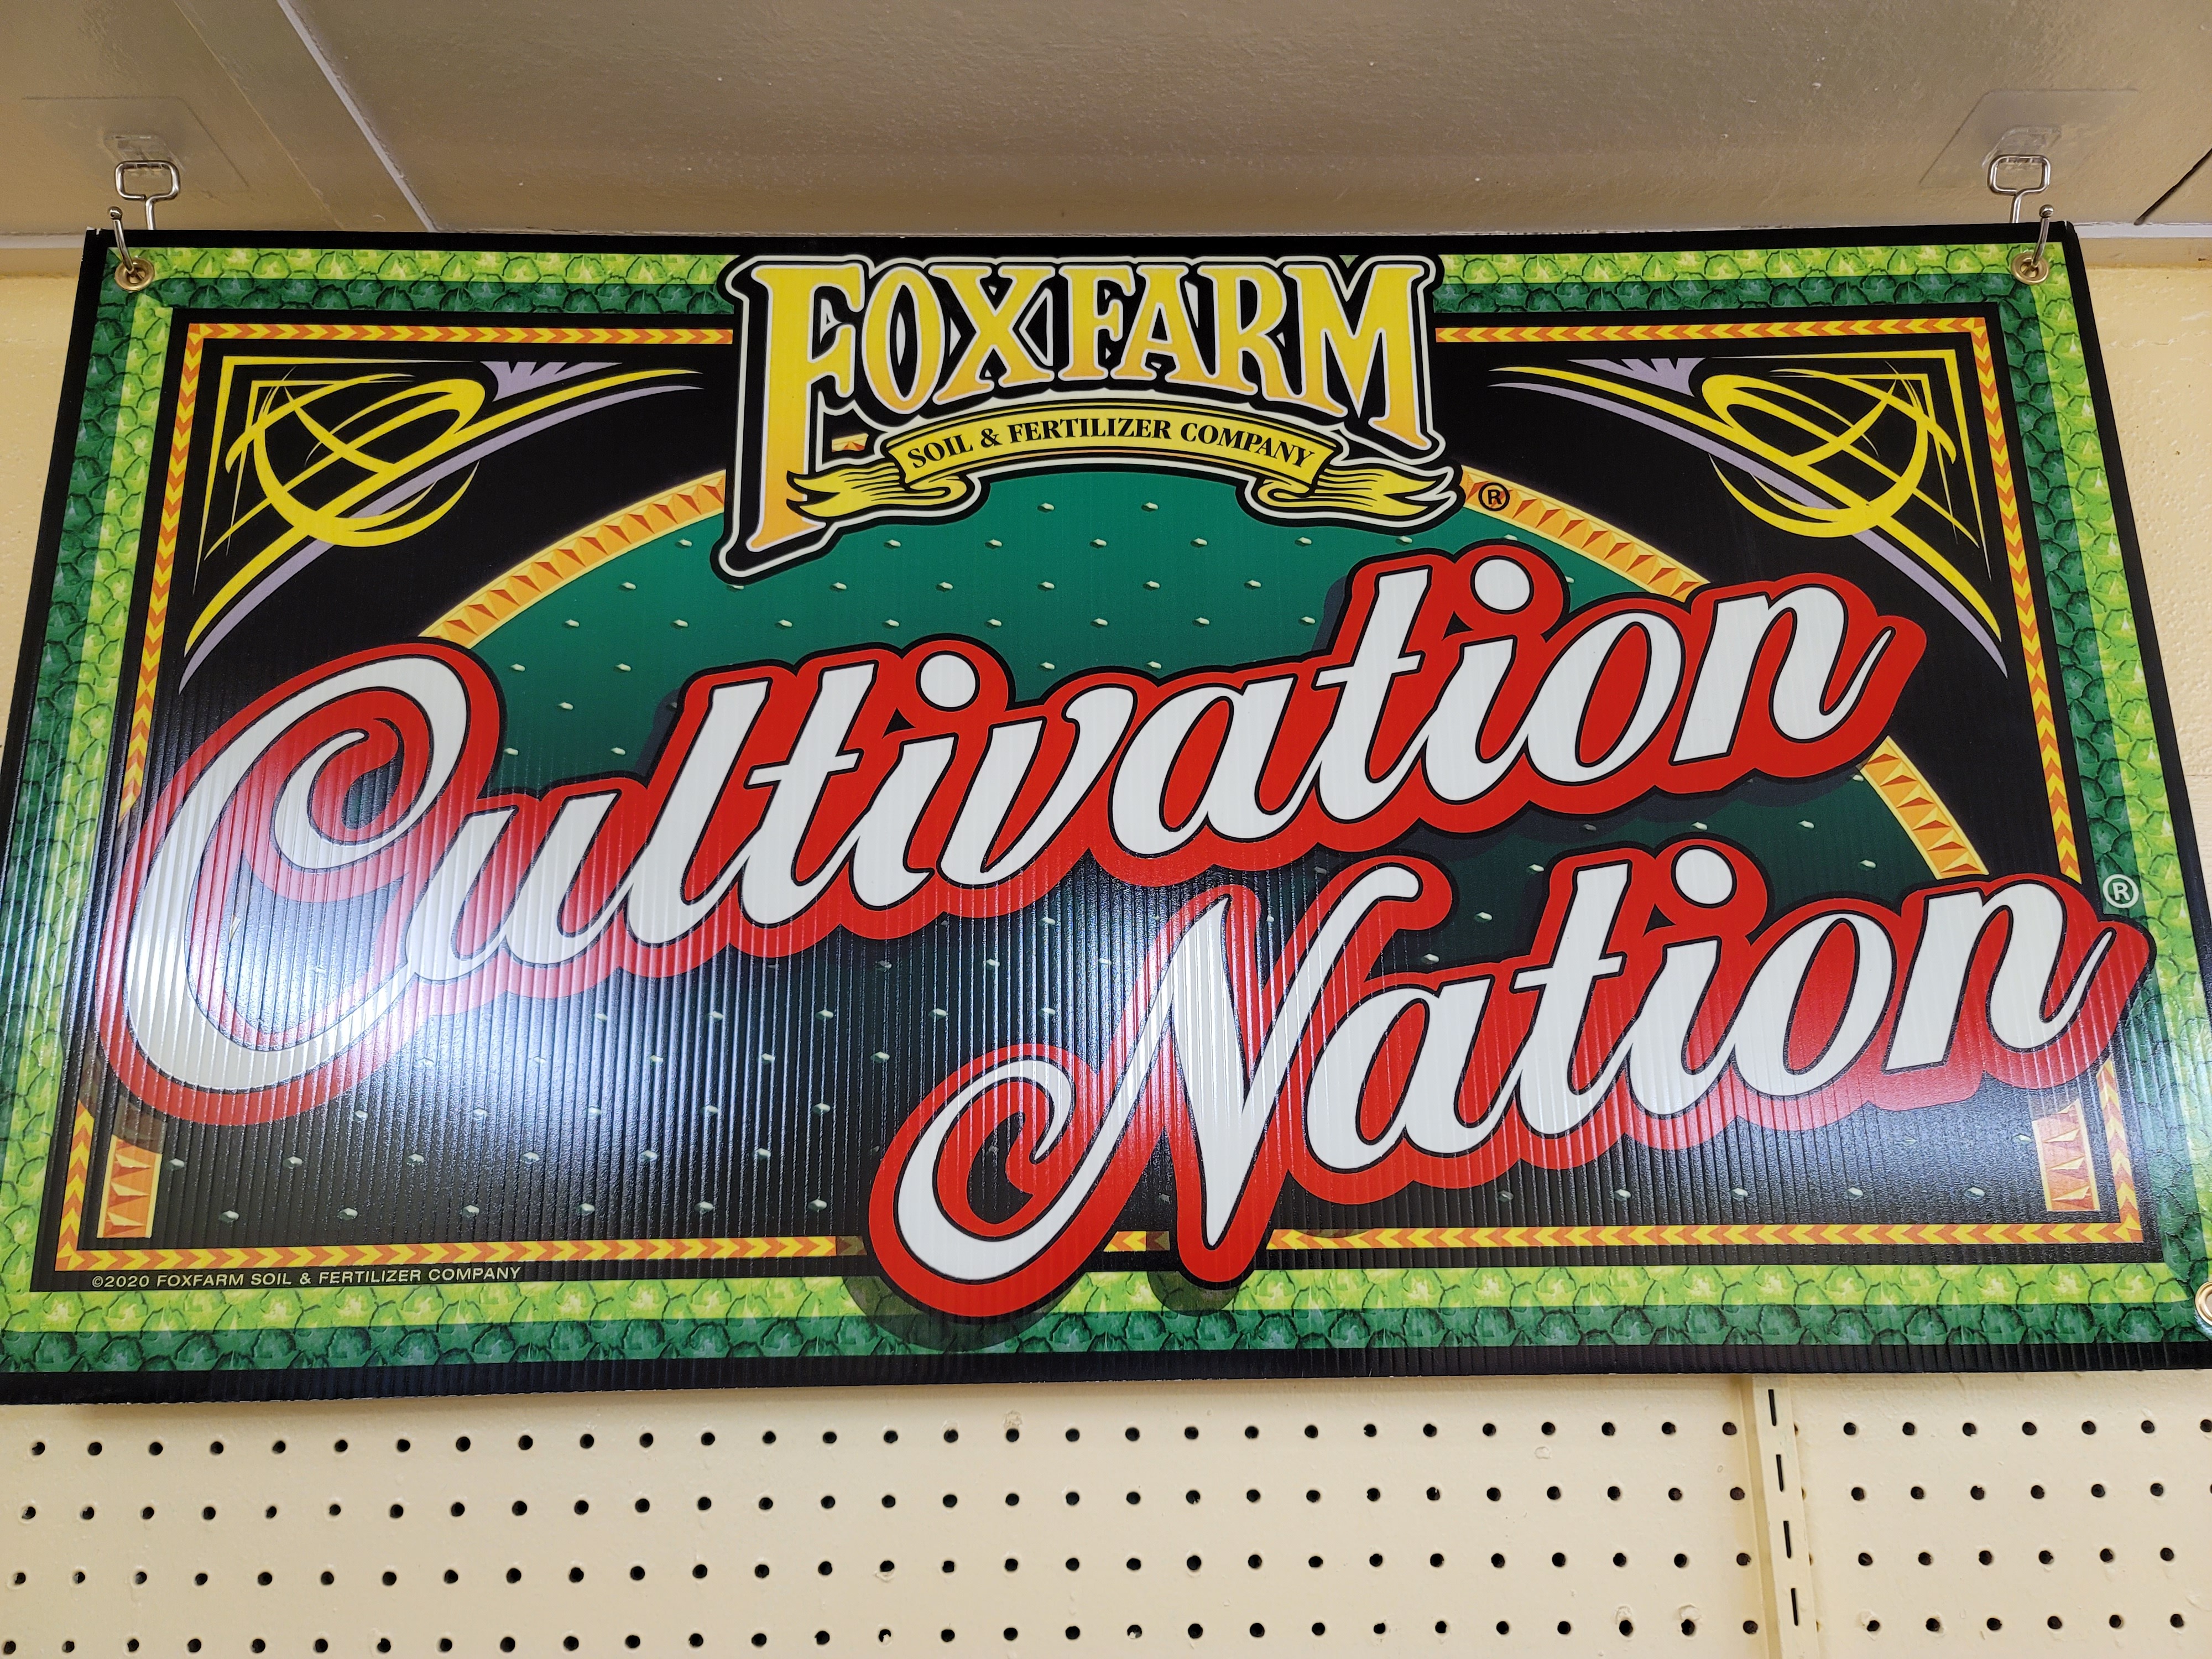 FOXFARM
SOIL & FERTILIZER COMPANY
®
Cultivation
Nation
®
©2020 FOXFARM SOIL & FERTILIZER COMPANY